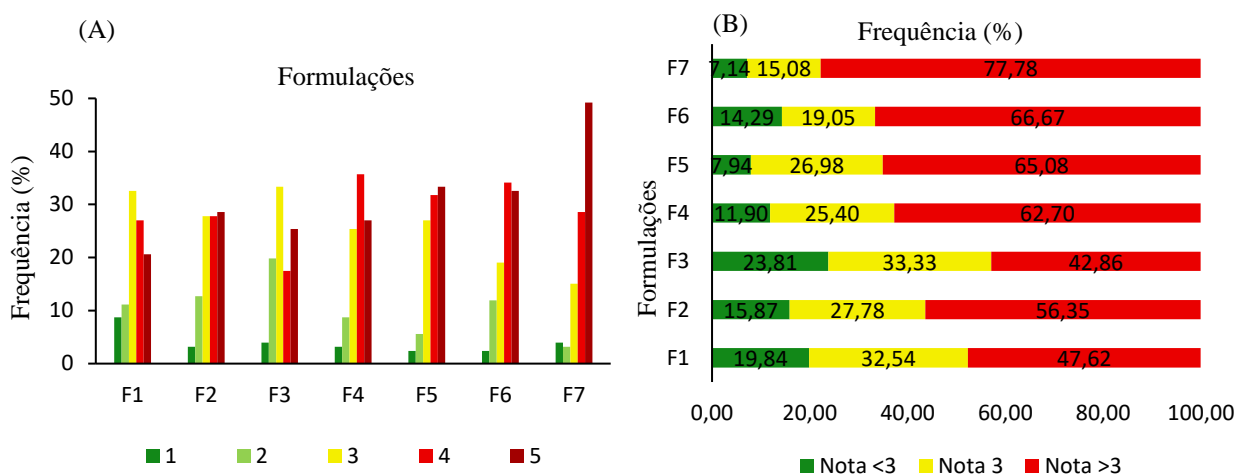 (A)
Formulações
Frequência (%)
50
40
30
20
10
0
F1 F2 F3 F4 F5 F6 F7
1 2 3 4 5
(B)
Frequência (%)
Formulações
F7 7,14 15,08 77,78
F6 14,29 19,05 66,67
F5 7,94 26,98 65,08
F4 11,90 25,40 62,70
F3 23,81 33,33 42,86
F2 15,87 27,78 56,35
F1 19,84 32,54 47,62
0,00 20,00 40,00 60,00 80,00 100,00
Nota <3 Nota 3 Nota >3